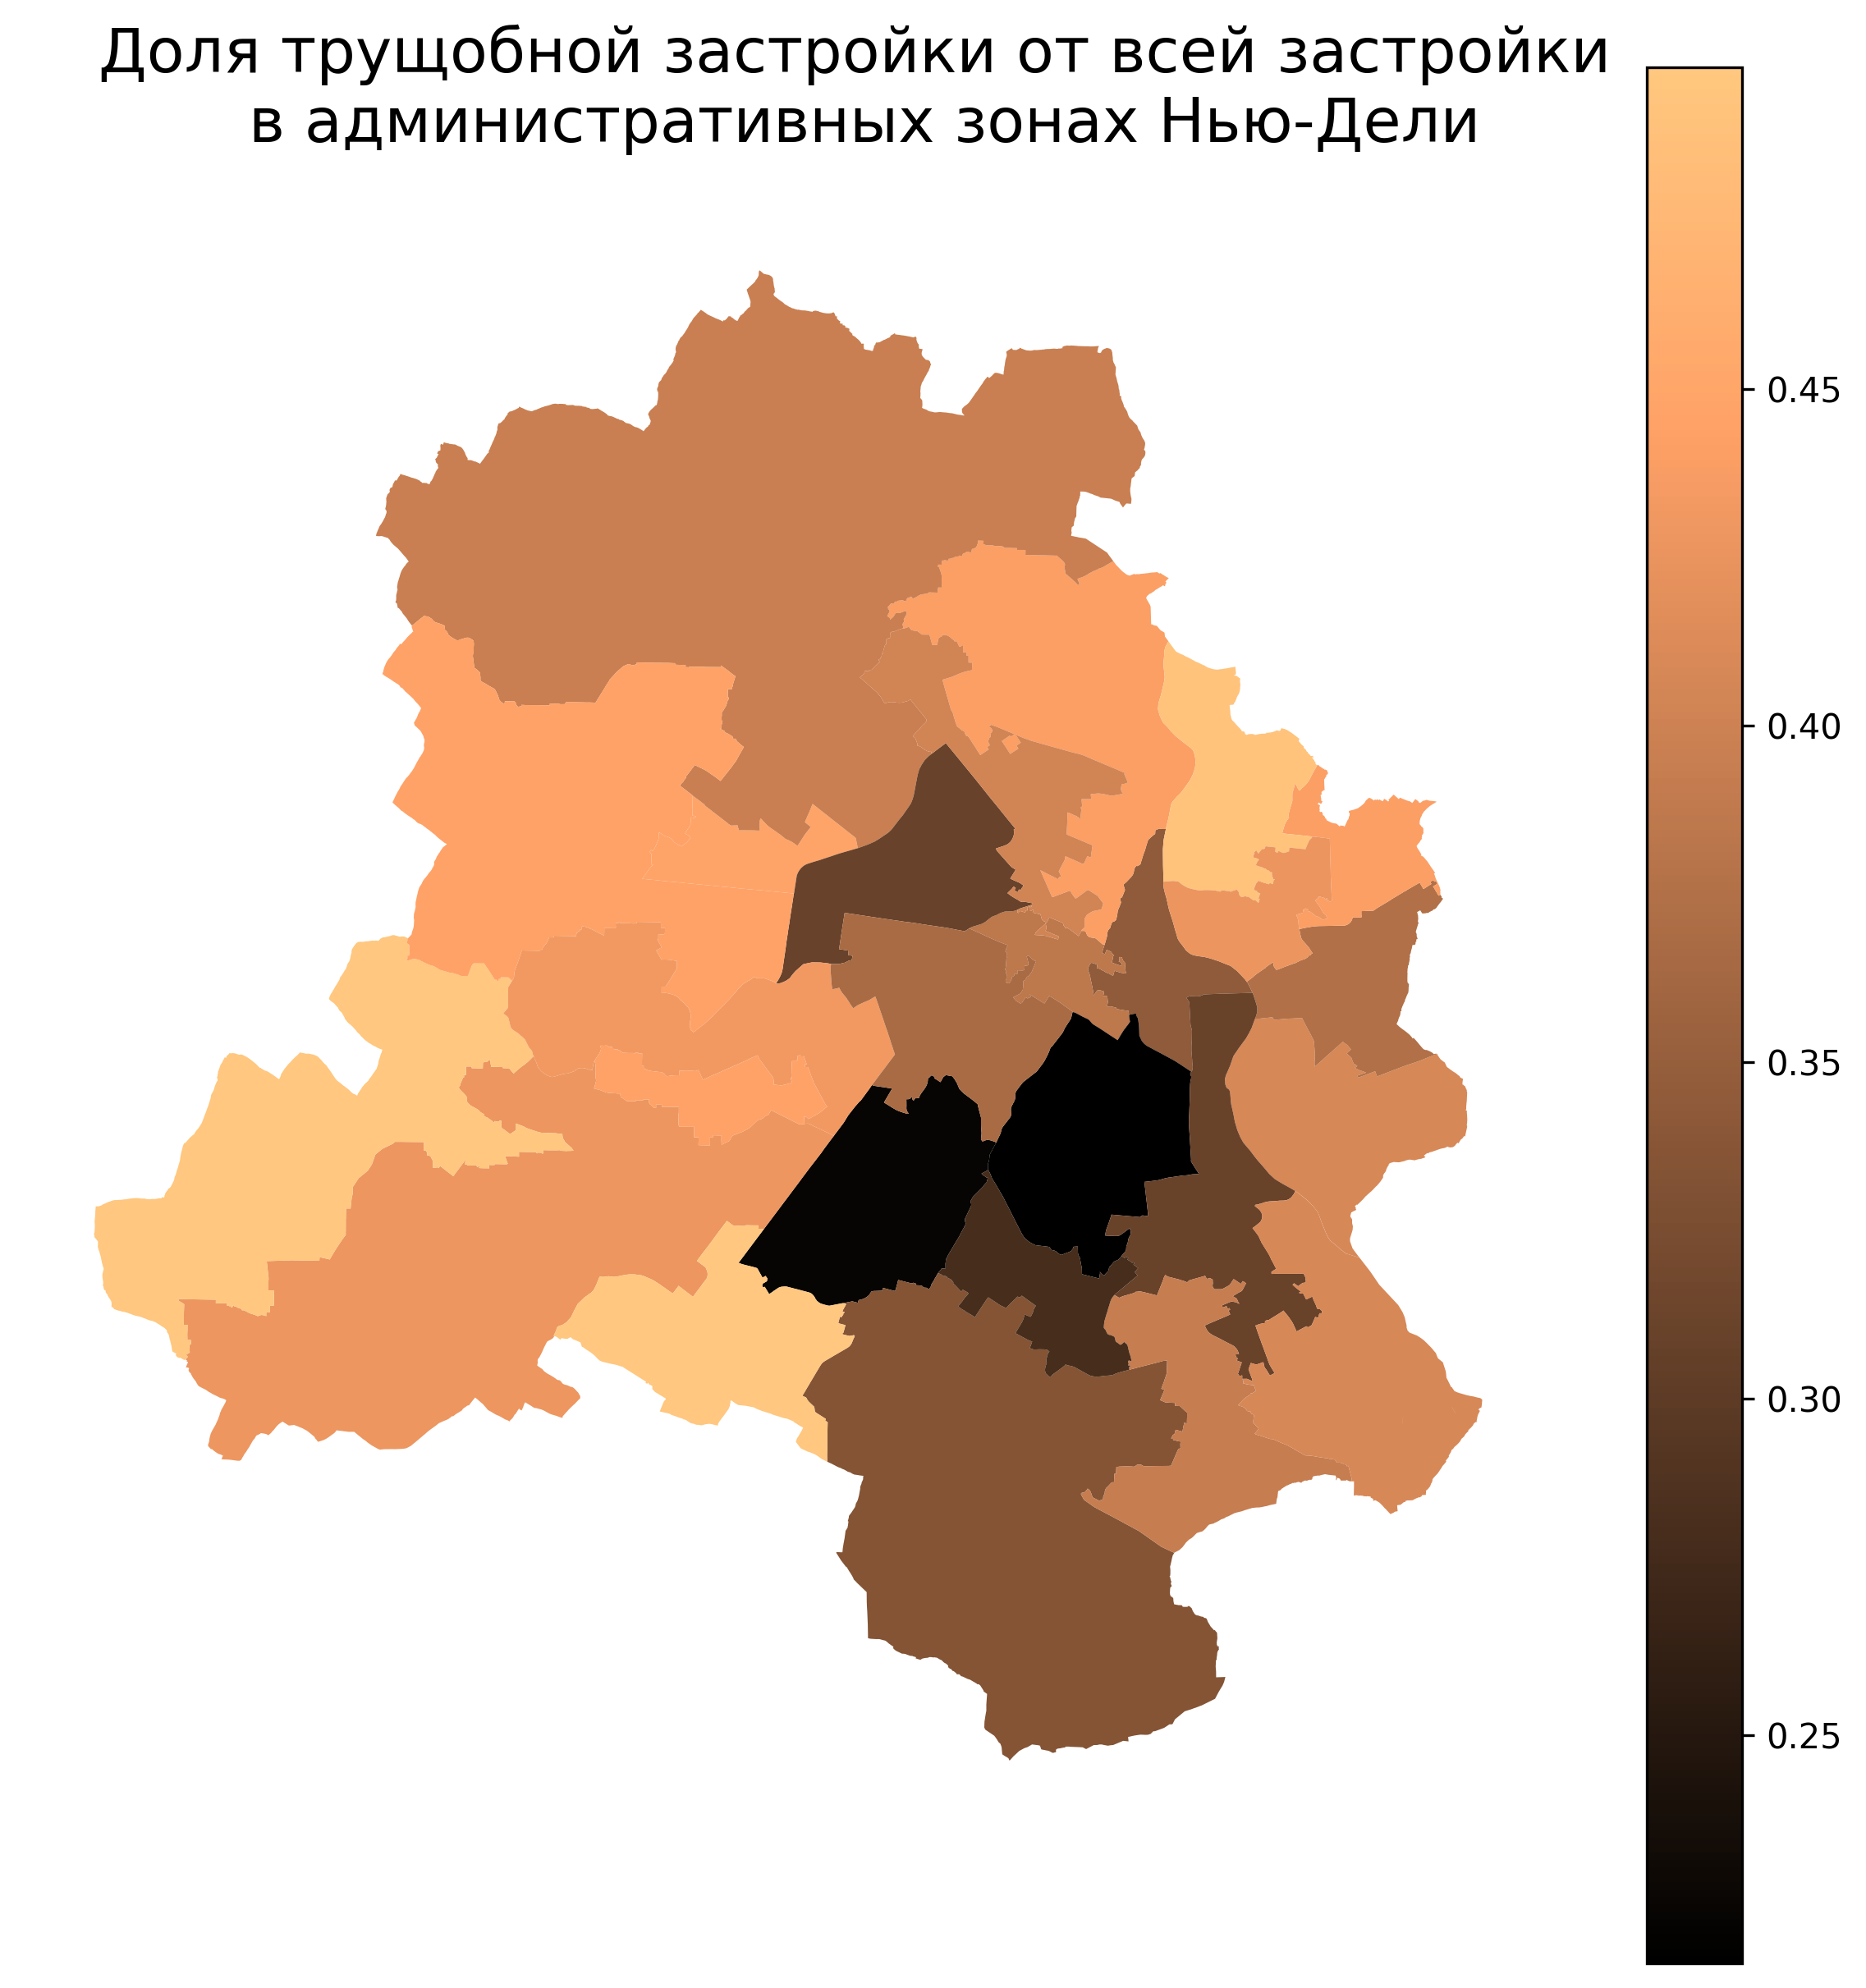 Доля трущобной застройки от всей застройки
в административных зонах Нью-Дели
0.45
0.40
0.35
0.30
0.25